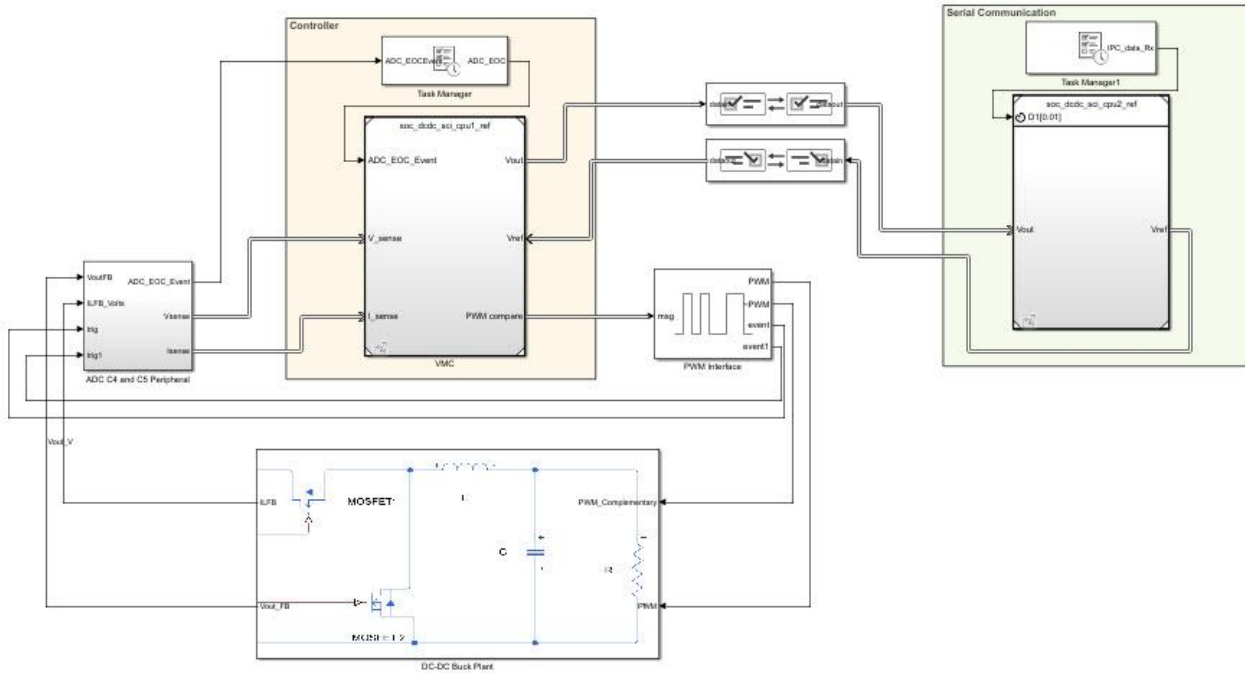 Controller
Serial Communication
ADC_EOCEvent
ADC_EOC
Task Manager
IPC_data_Rx
Task Manager1
soc_dcdc_sci_cpu1_ref
ADC_EOC_Event
Vout
V_sense
Vref
I_sense
PWM compare
VMC
soc_dcdc_sci_cpu2_ref
D1[0.01]
Vout
Vref
VoutFB
ADC_EOC_Event
ILFB_Volts
Vsense
trig
Isense
trig1
ADC C4 and C5 Peripheral
PWM
PWM
msg
event
event1
PWM Interface
Vout_V
ILFB
MOSFET
L
PWM_Complementary
C
R
Vout_FB
PWM
MOSFET2
DC-DC Buck Plant